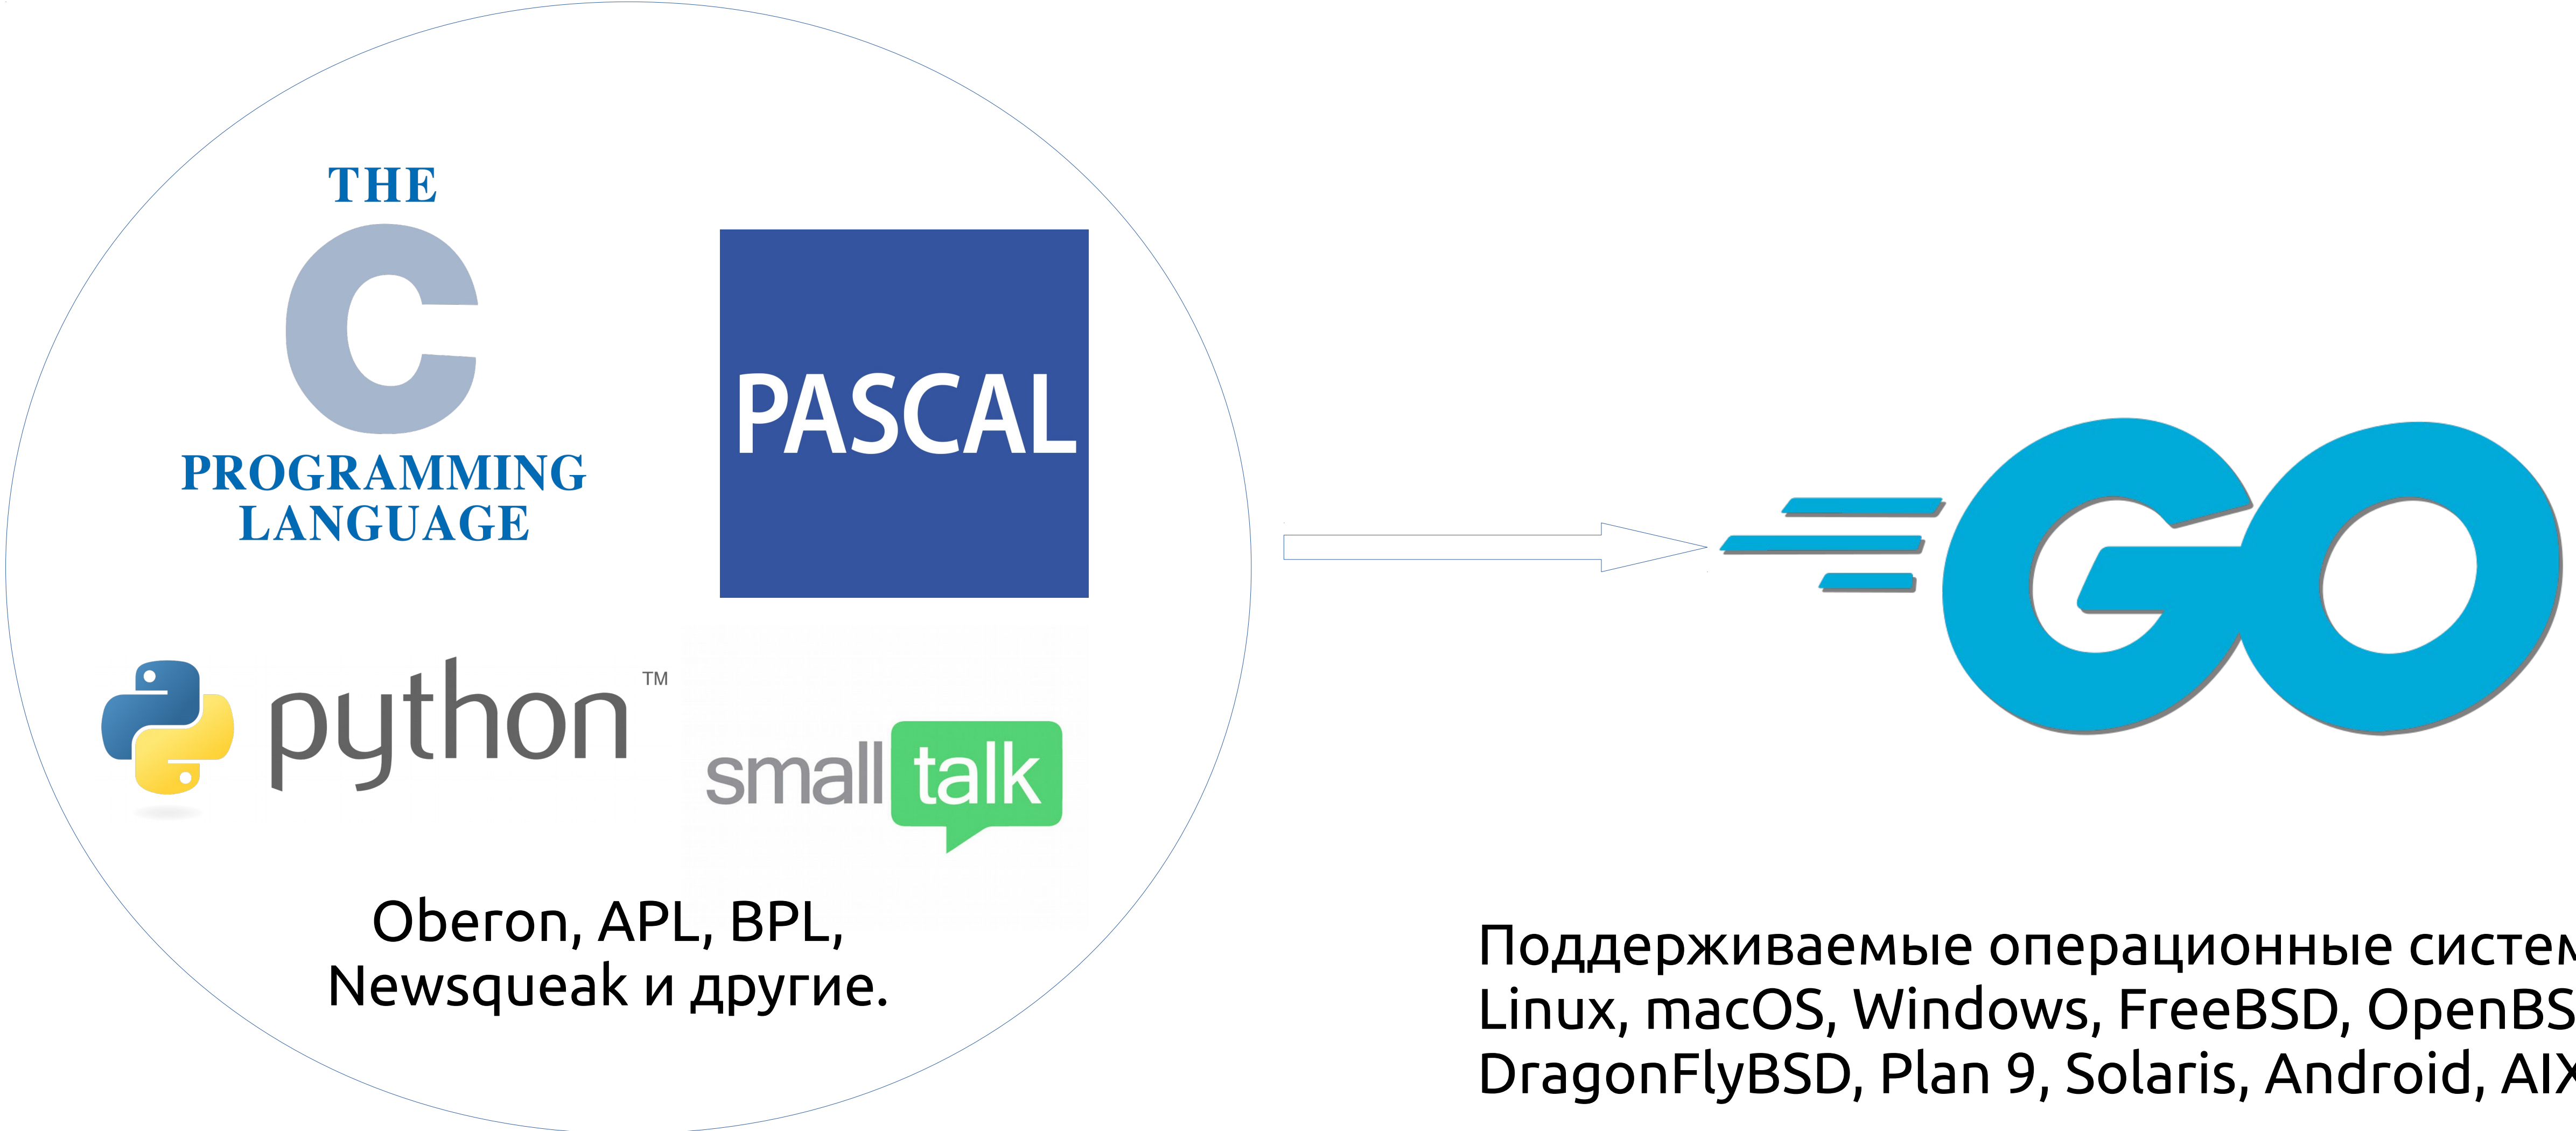 THE
C
PROGRAMMING
LANGUAGE
PASCAL
python™
small talk
Oberon, APL, BPL,
Newsqueak и другие.
GO
Поддерживаемые операционные
Linux, macOS, Windows, FreeBSD,
DragonFlyBSD, Plan 9, Solaris, Android, AIX